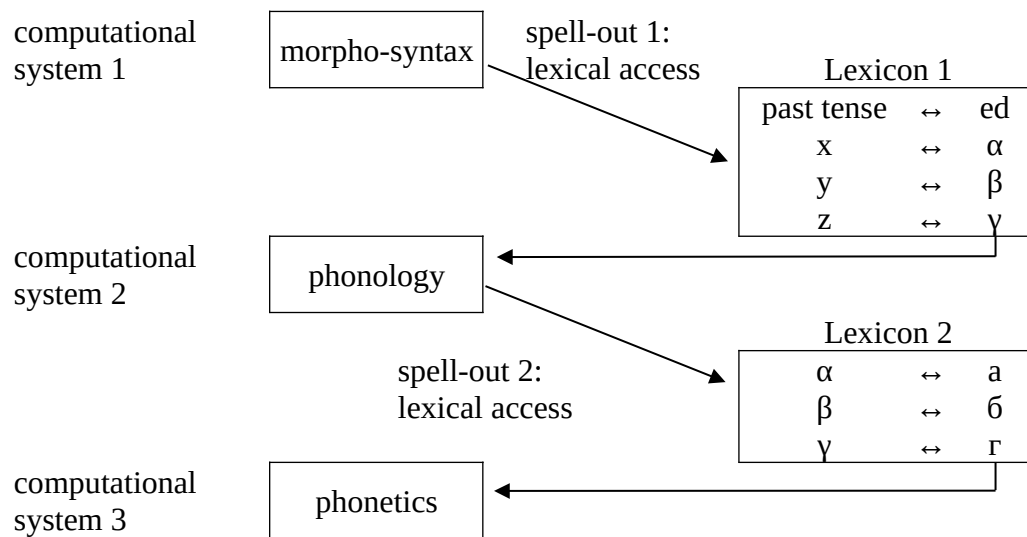 computational
system 1
morpho-syntax
spell-out 1:
lexical access
Lexicon 1
past tense ↔ ed
x ↔ α
y ↔ β
z ↔ γ
computational
system 2
phonology
spell-out 2:
lexical access
Lexicon 2
α ↔ а
β ↔ б
γ ↔ г
computational
system 3
phonetics